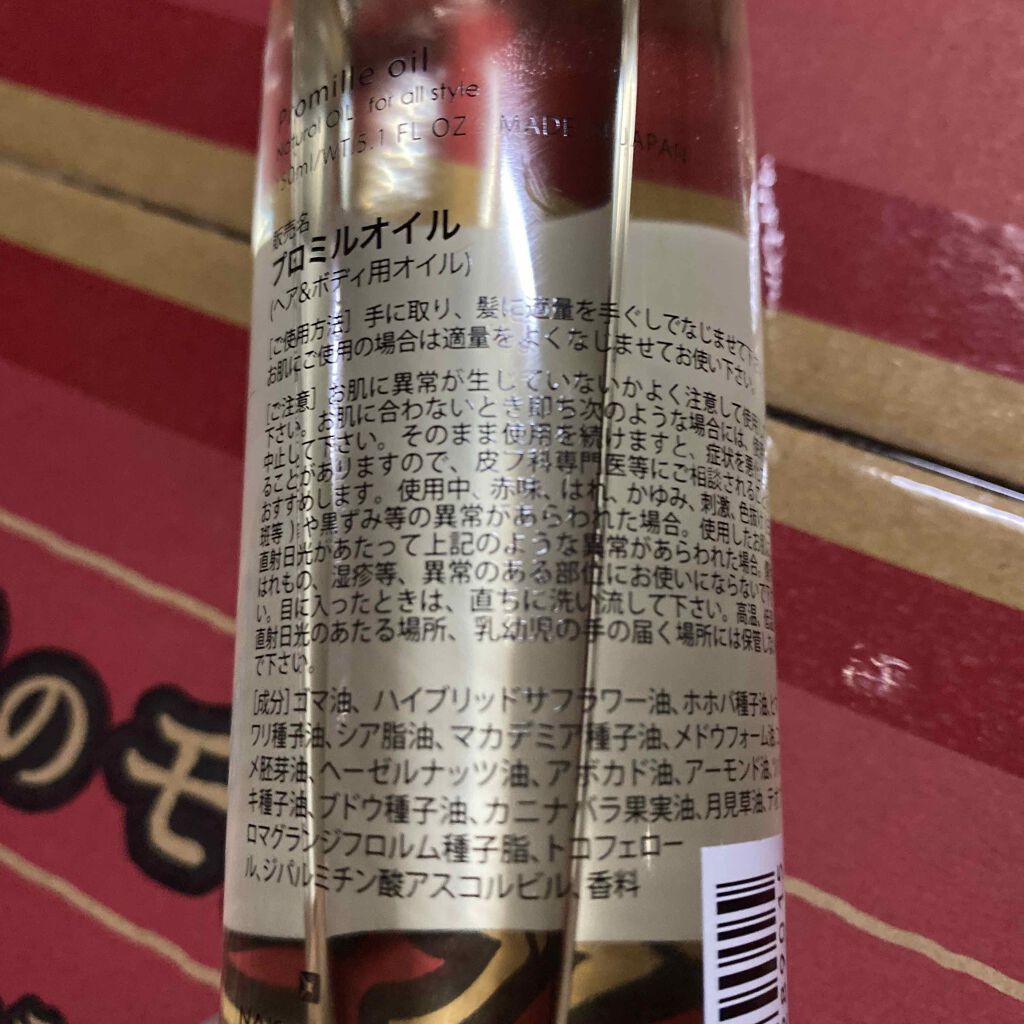 Promille oil
Natural OIL for all style
150ml/WT.5.1 FL OZ MADE IN JAPAN
販売名
プロミルオイル
(ヘア&ボディ用オイル)
[ご使用方法] 手に取り、髪に適量を手ぐしでなじませて下
お肌にご使用の場合は適量をよくなじませてお使い下さい。
[ご注意] お肌に異常が生じていないかよく注意して使用
下さい。お肌に合わないとき即ち次のような場合には、使
中止して下さい。そのまま使用を続けますと、症状を悪
ることがありますので、皮フ科専門医等にご相談される
おすすめします。使用中、赤味、はれ、かゆみ、刺激、色抜け
斑等)や黒ずみ等の異常があらわれた場合。使用したお
直射日光があたって上記のような異常があらわれた場合。
はれもの、湿疹等、異常のある部位にお使いにならないで
い。目に入ったときは、直ちに洗い流して下さい。高温、低
直射日光のあたる場所、乳幼児の手の届く場所には保管し
で下さい。
[成分]ゴマ油、ハイブリッドサフラワー油、ホホバ種子油、ヒ
ワリ種子油、シア脂油、マカデミア種子油、メドウフォーム油、
メ胚芽油、ヘーゼルナッツ油、アボカド油、アーモンド油、
キ種子油、ブドウ種子油、カニナバラ果実油、月見草油、テオ
ロマグランジフロルム種子脂、トコフェロー
ル、ジパルミチン酸アスコルビル、香料
のモ